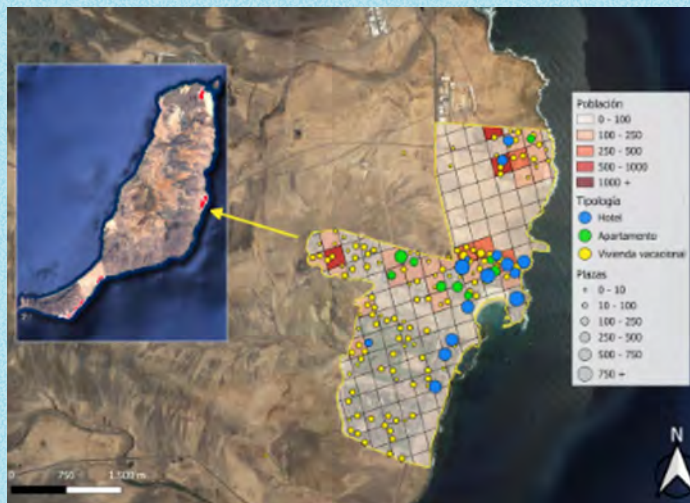 Población
0 - 100
100 - 250
250 - 500
500 - 1000
1000 +
Tipología
Hotel
Apartamento
Vivienda vacacional
Plazas
0 - 10
10 - 100
100 - 250
250 - 500
500 - 750
750 +
N
0 750 1.500 m